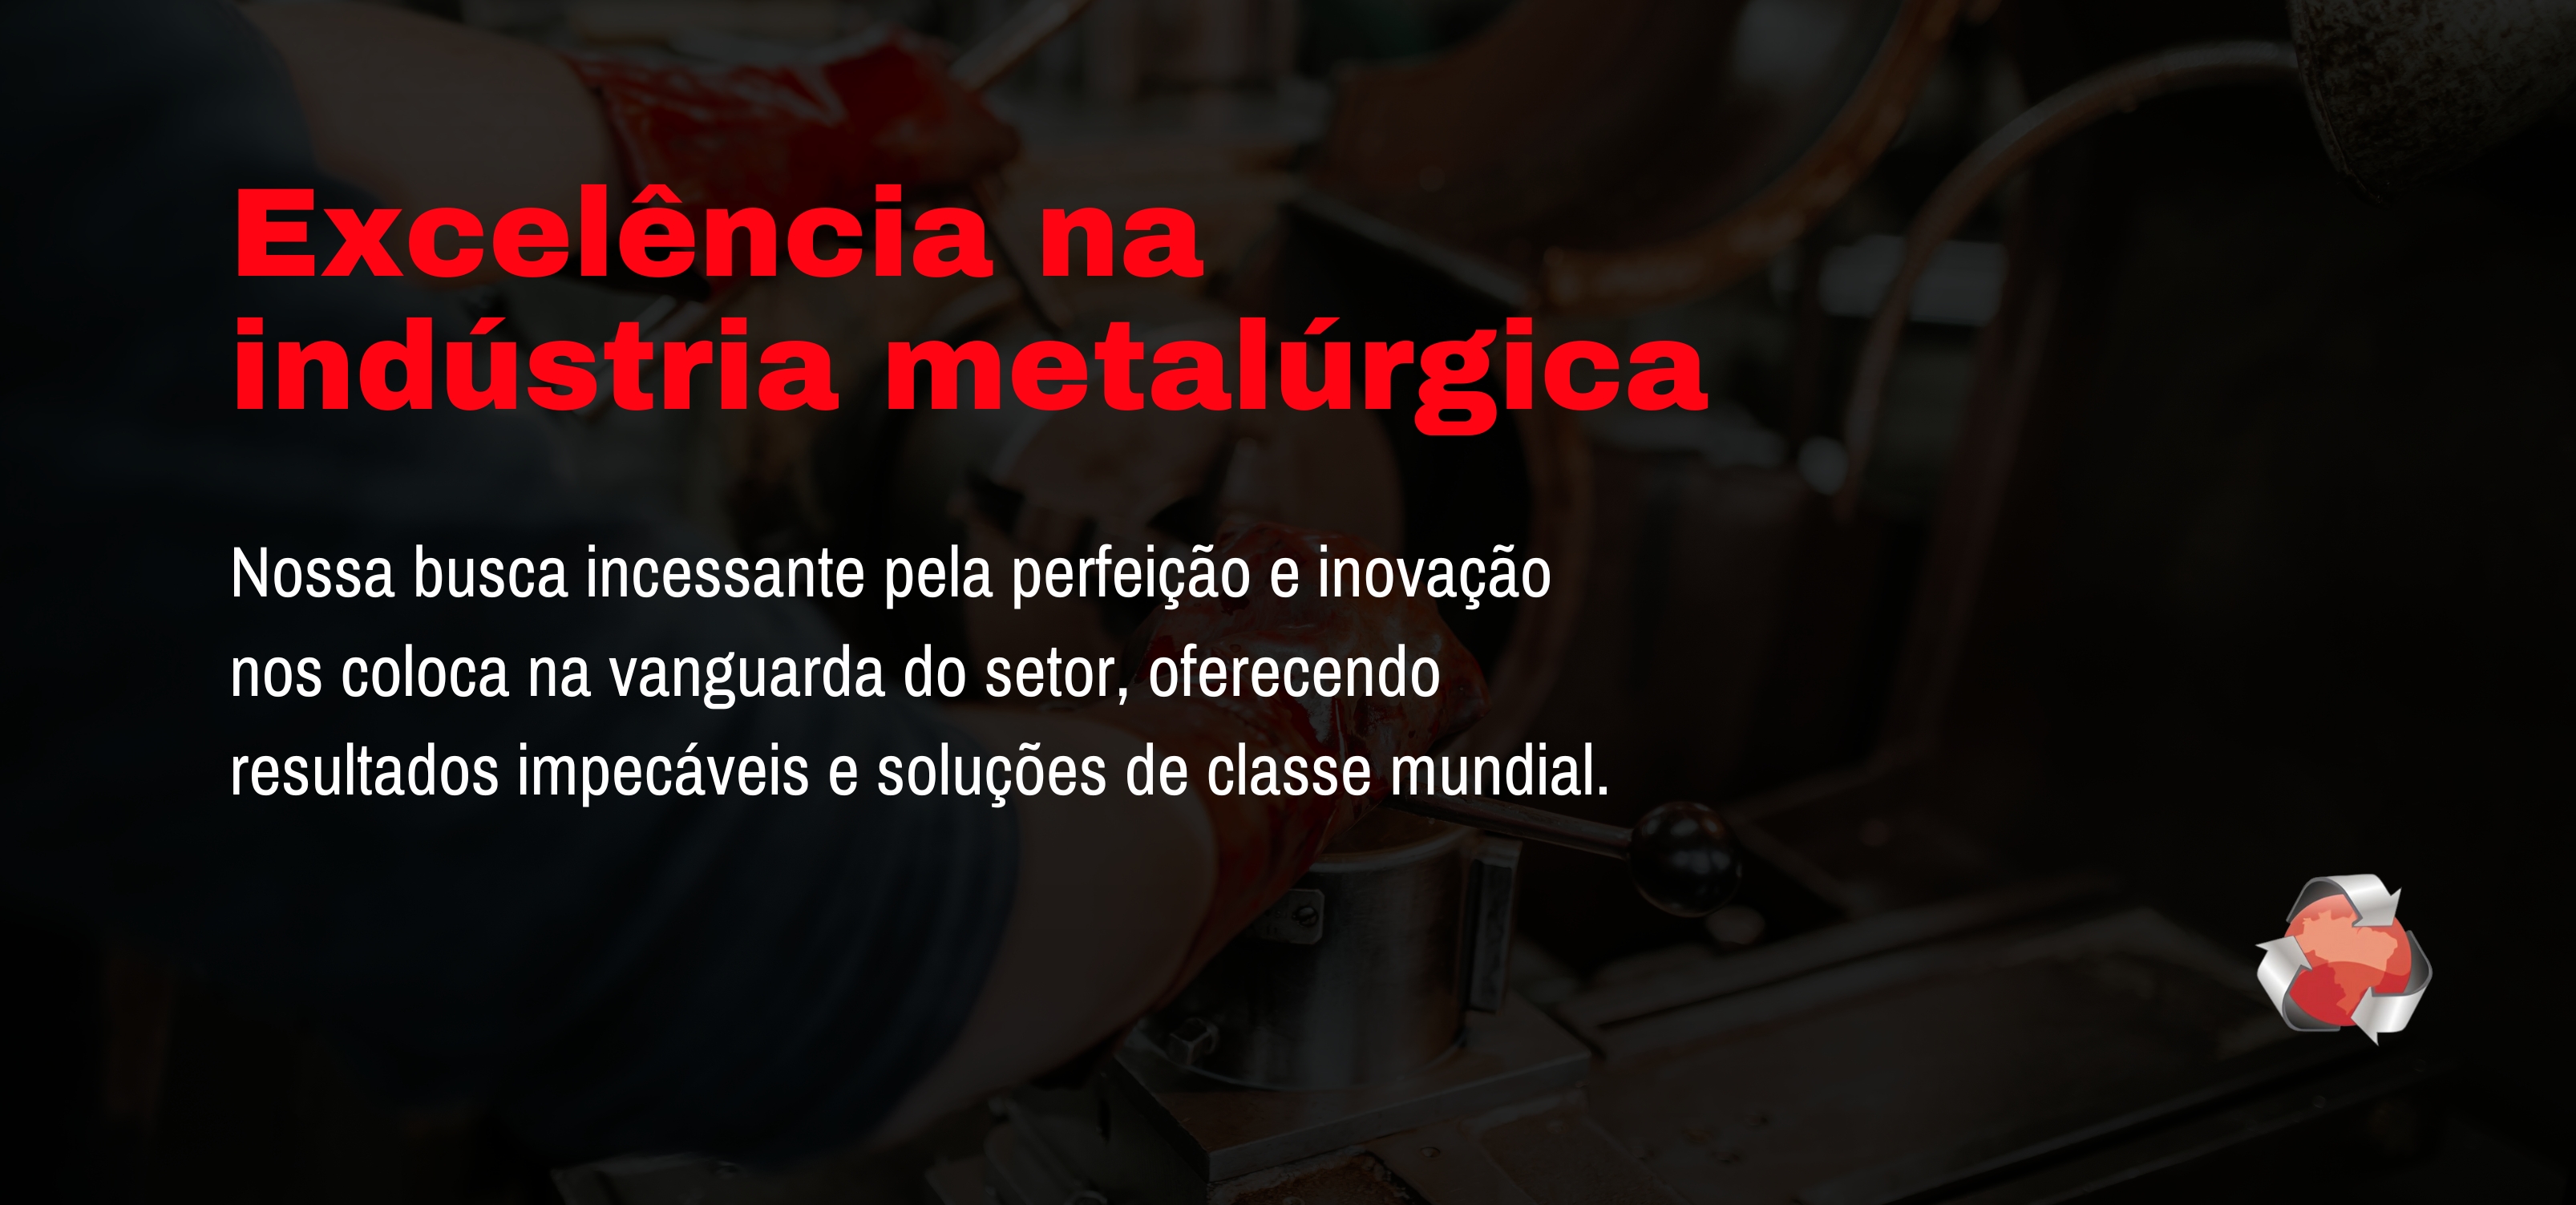 Excelência na
indústria metalúrgica
Nossa busca incessante pela perfeição e inovação
nos coloca na vanguarda do setor, oferecendo
resultados impecáveis e soluções de classe mundial.